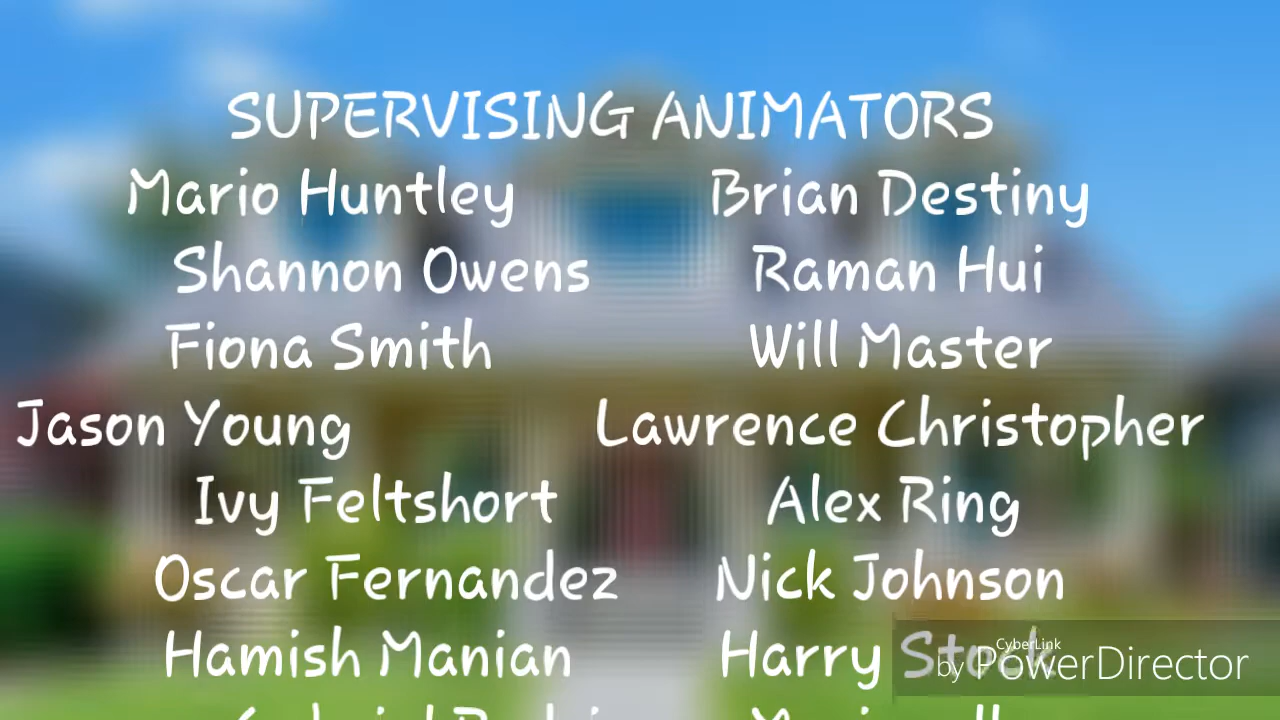 SUPERVISING ANIMATORS
Mario Huntley Brian Destiny
Shannon Owens Raman Hui
Fiona Smith Will Master
Jason Young Lawrence Christopher
Ivy Feltshort Alex Ring
Oscar Fernandez Nick Johnson
Hamish Manian Harry Stock
CyberLink
by PowerDirector